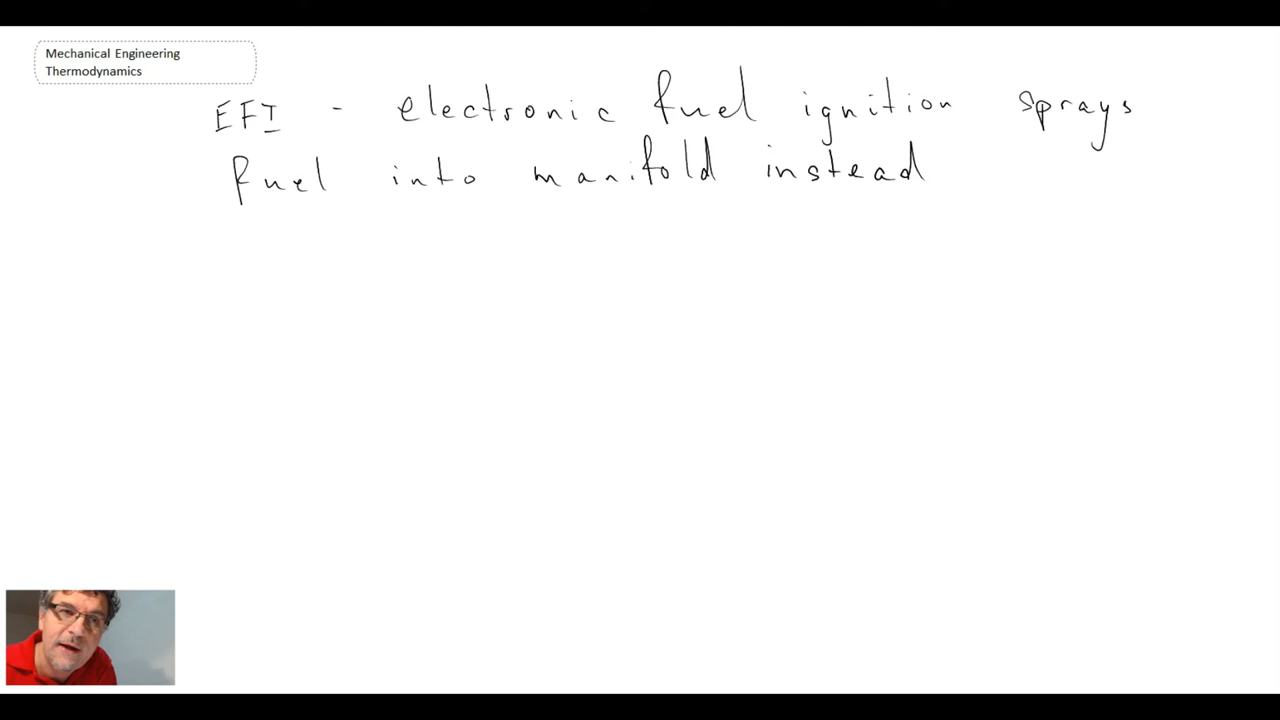 Mechanical Engineering
Thermodynamics
EFI - electronic fuel ignition sprays
fuel into manifold instead